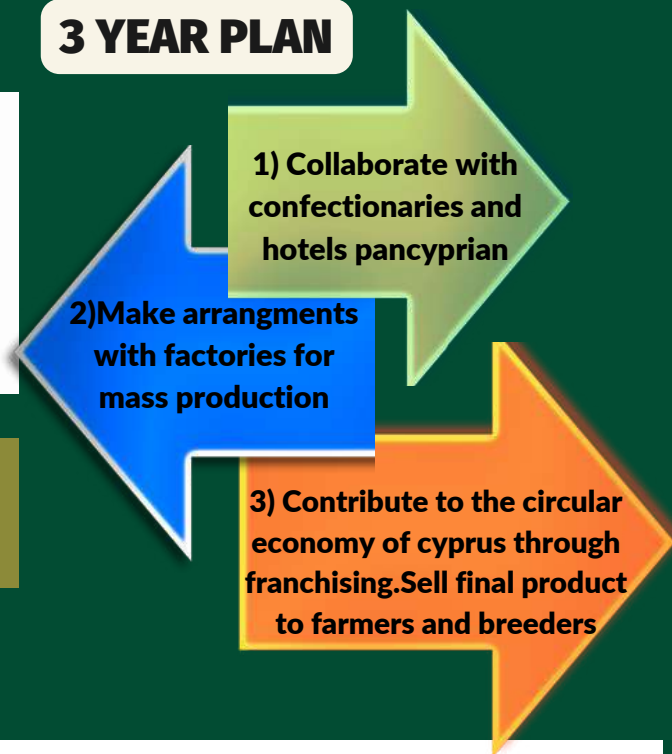 3 YEAR PLAN
1) Collaborate with
confectionaries and
hotels pancyprian
2)Make arrangments
with factories for
mass production
3) Contribute to the circular
economy of cyprus through
franchising.Sell final product
to farmers and breeders